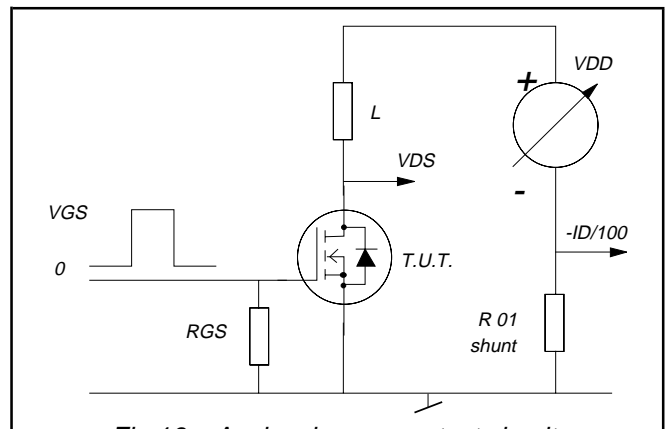 +
VDD
L
VDS
-
VGS
-ID/100
0
T.U.T.
RGS
R 01
shunt